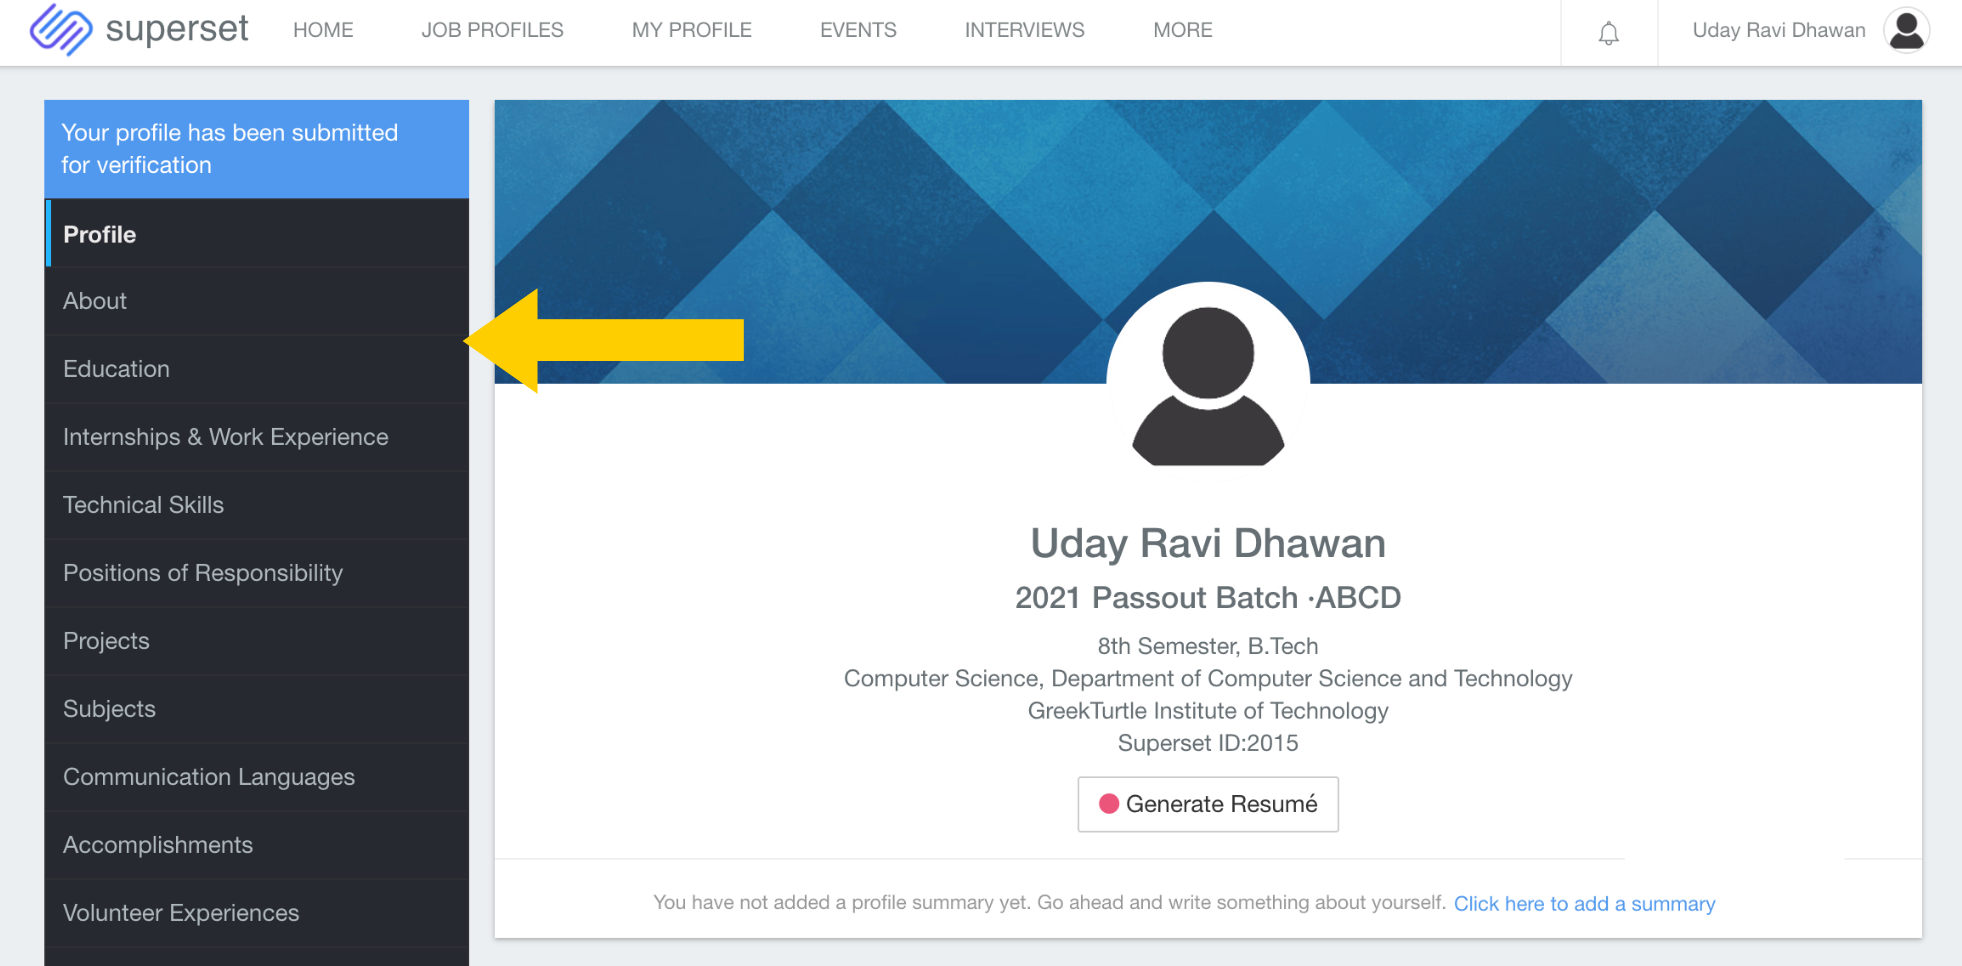 superset
HOME
JOB PROFILES
MY PROFILE
EVENTS
INTERVIEWS
MORE
Uday Ravi Dhawan
Your profile has been submitted
for verification
Profile
About
Education
Internships & Work Experience
Technical Skills
Positions of Responsibility
Projects
Subjects
Communication Languages
Accomplishments
Volunteer Experiences
Uday Ravi Dhawan
2021 Passout Batch ·ABCD
8th Semester, B.Tech
Computer Science, Department of Computer Science and Technology
GreekTurtle Institute of Technology
Superset ID:2015
Generate Resumé
You have not added a profile summary yet. Go ahead and write something about yourself. Click here to add a summary